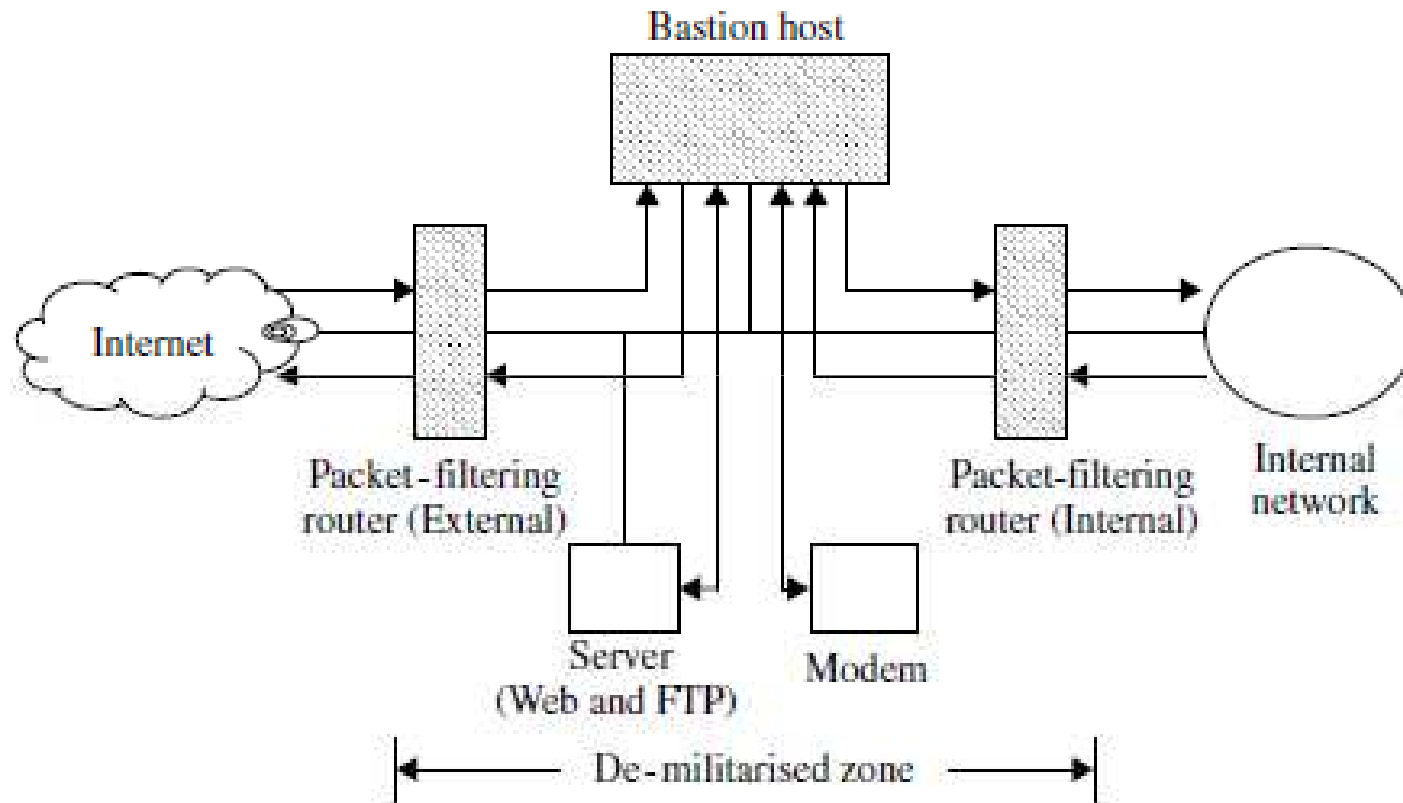 Bastion host
Internet
Packet-filtering
router (External)
Packet-filtering
router (Internal)
Internal
network
Server
(Web and FTP)
Modem
De-militarised zone